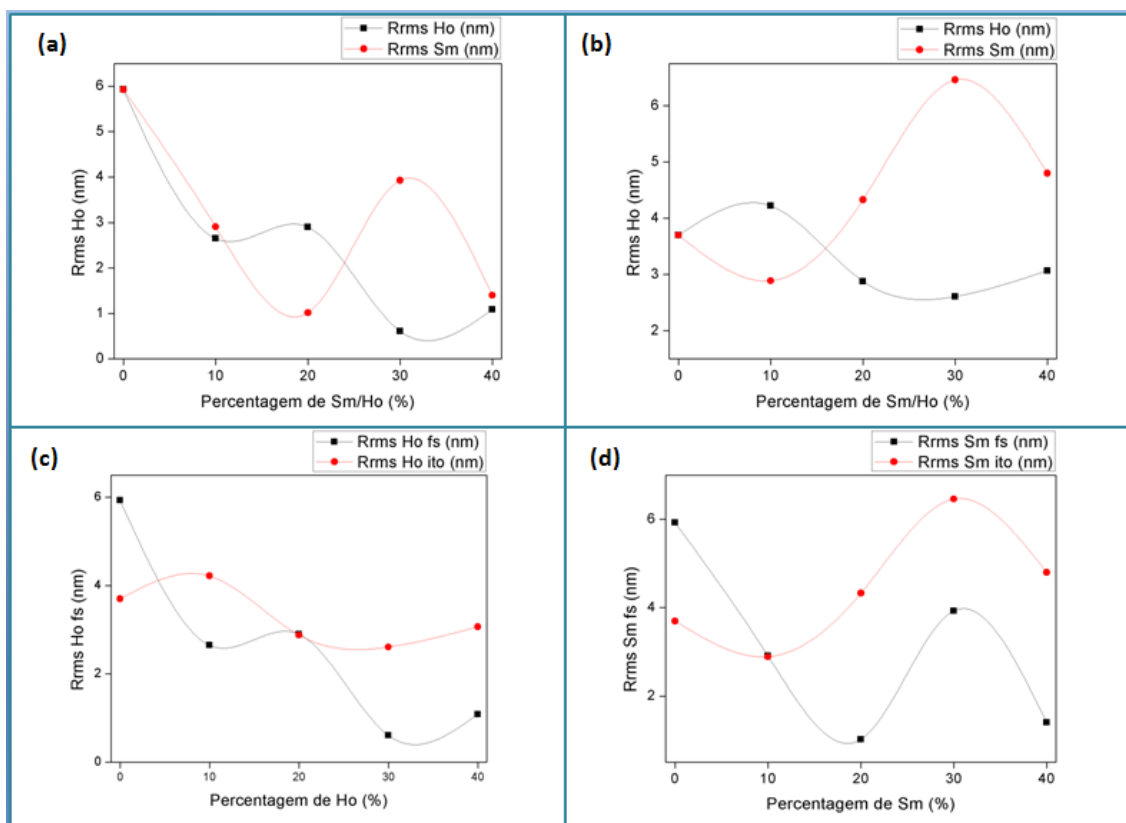 (a)
Rrms Ho (nm)
Rrms Sm (nm)
Rrms Ho (nm)
6
5
4
3
2
1
0
0 10 20 30 40
Percentagem de Sm/Ho (%)
(b)
Rrms Ho (nm)
Rrms Sm (nm)
Rrms Ho (nm)
6
5
4
3
2
0 10 20 30 40
Percentagem de Sm/Ho (%)
(c)
Rrms Ho fs (nm)
Rrms Ho ito (nm)
Rrms Ho fs (nm)
6
4
2
0
0 10 20 30 40
Percentagem de Ho (%)
(d)
Rrms Sm fs (nm)
Rrms Sm ito (nm)
Rrms Sm fs (nm)
6
4
2
0 10 20 30 40
Percentagem de Sm (%)